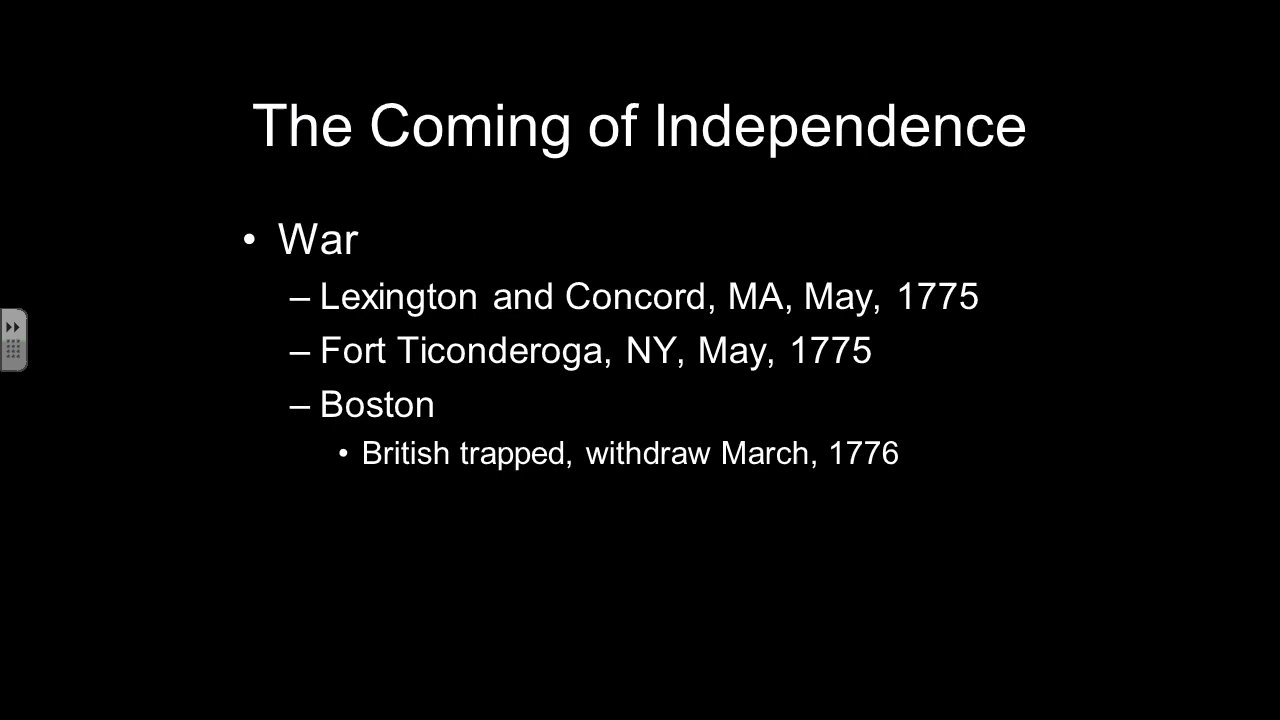 The Coming of Independence
• War
– Lexington and Concord, MA, May, 1775
– Fort Ticonderoga, NY, May, 1775
– Boston
• British trapped, withdraw March, 1776